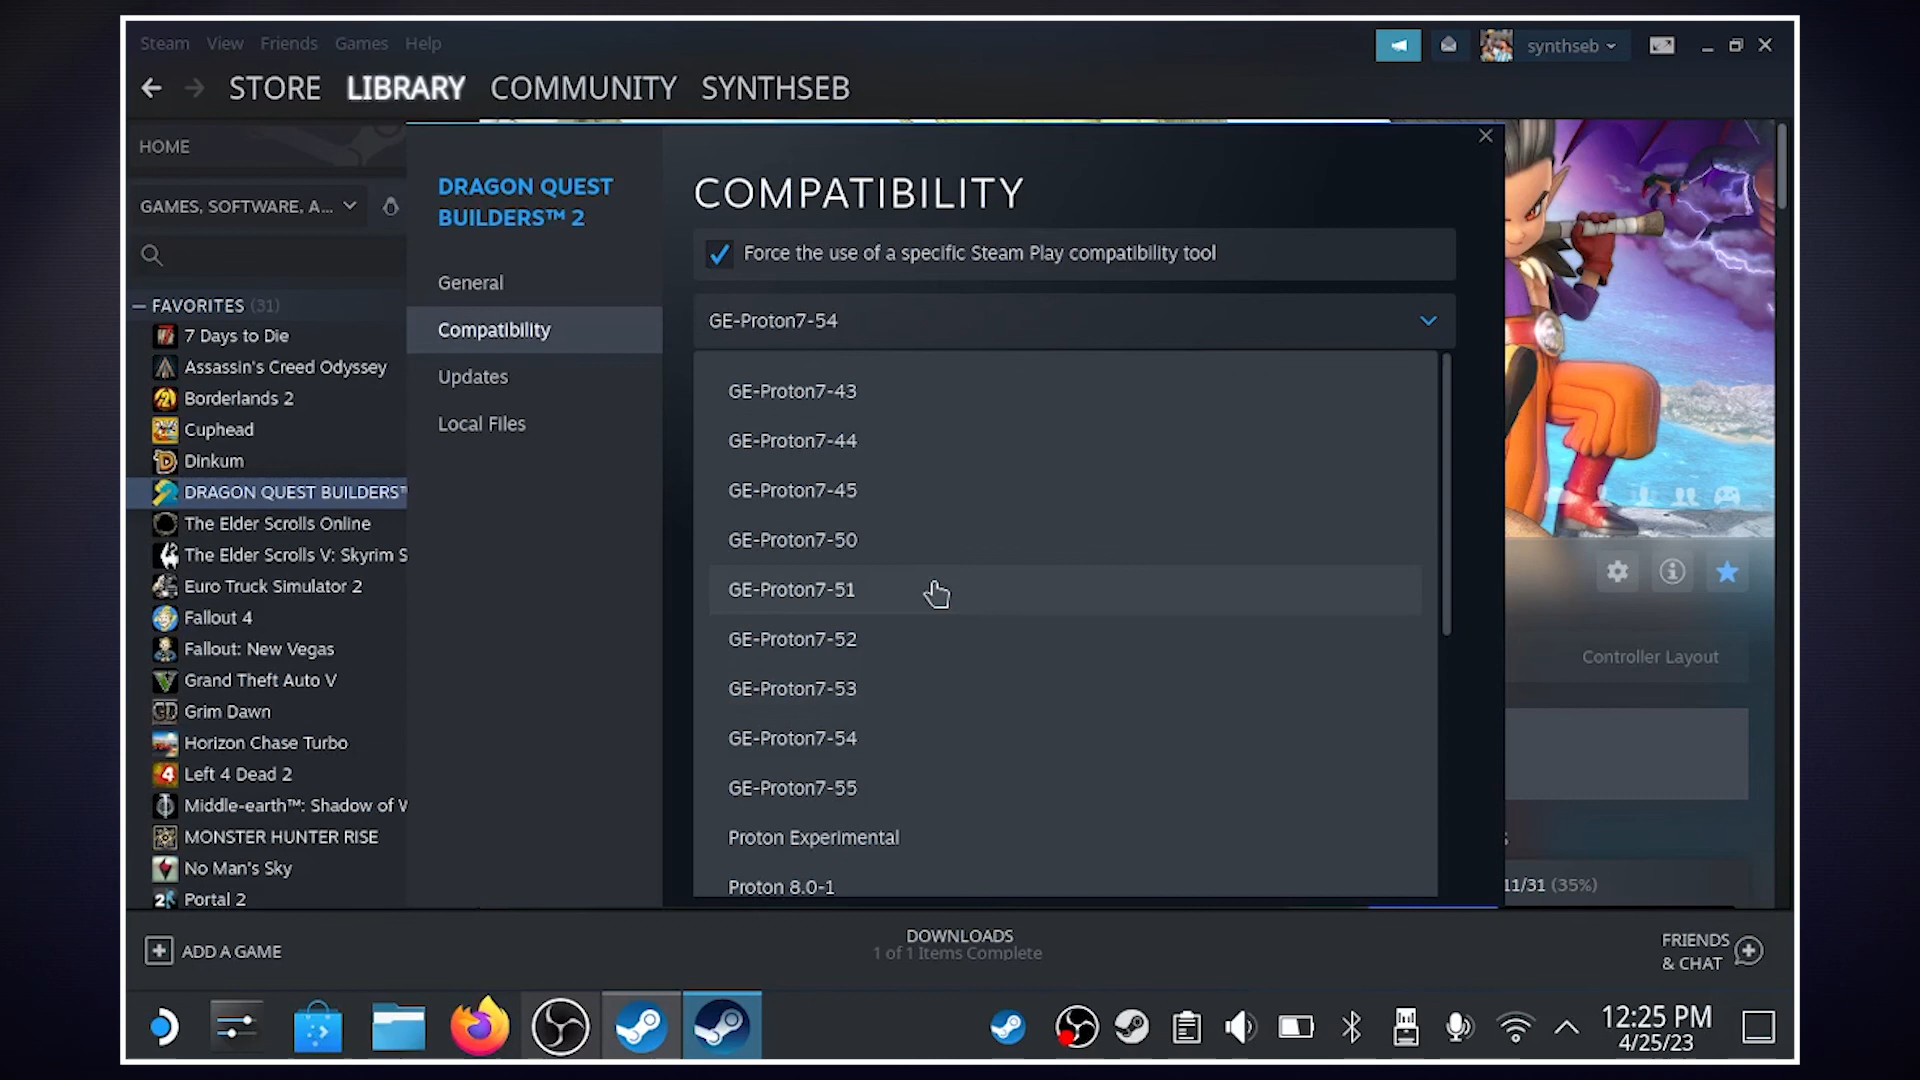 Steam View Friends Games Help
synthseb
STORE LIBRARY COMMUNITY SYNTHSEB
HOME
GAMES, SOFTWARE, A...
FAVORITES (31)
7 Days to Die
Assassin's Creed Odyssey
Borderlands 2
Cuphead
Dinkum
DRAGON QUEST BUILDERS™
The Elder Scrolls Online
The Elder Scrolls V: Skyrim S
Euro Truck Simulator 2
Fallout 4
Fallout: New Vegas
Grand Theft Auto V
Grim Dawn
Horizon Chase Turbo
Left 4 Dead 2
Middle-earth™: Shadow of W
MONSTER HUNTER RISE
No Man's Sky
Portal 2
DRAGON QUEST
BUILDERS™ 2
General
Compatibility
Updates
Local Files
COMPATIBILITY
Force the use of a specific Steam Play compatibility tool
GE-Proton7-54
GE-Proton7-43
GE-Proton7-44
GE-Proton7-45
GE-Proton7-50
GE-Proton7-51
GE-Proton7-52
GE-Proton7-53
GE-Proton7-54
GE-Proton7-55
Proton Experimental
Proton 8.0-1
Controller Layout
11/31 (35%)
ADD A GAME
DOWNLOADS
1 of 1 Items Complete
FRIENDS
& CHAT
12:25 PM
4/25/23